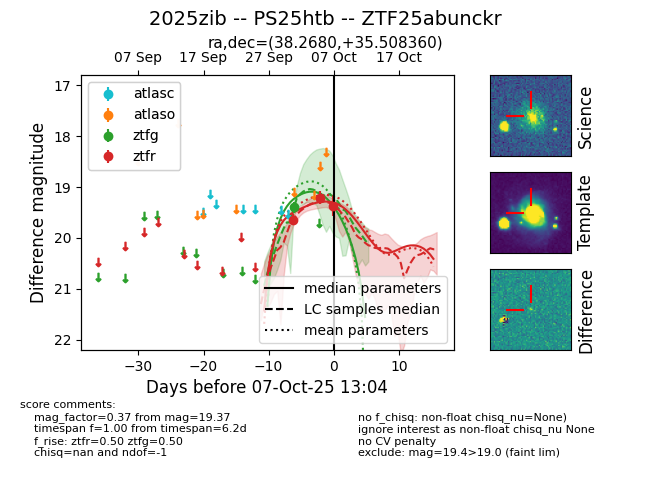 2025zib -- PS25htb -- ZTF25abunckr
ra,dec=(38.2680,+35.508360)
07 Sep 17 Sep 27 Sep 07 Oct 17 Oct
17
18
19
20
21
22
Difference magnitude
atlasc
atlaso
ztfg
ztfr
median parameters
LC samples median
mean parameters
−30 −20 −10 0 10
Days before 07-Oct-25 13:04
Science
Template
Difference
score comments:
mag_factor=0.37 from mag=19.37
timespan f=1.00 from timespan=6.2d
f_rise: ztfr=0.50 ztfg=0.50
chisq=nan and ndof=-1
no f_chisq: non-float chisq_nu=None)
ignore interest as non-float chisq_nu None
no CV penalty
exclude: mag=19.4>19.0 (faint lim)